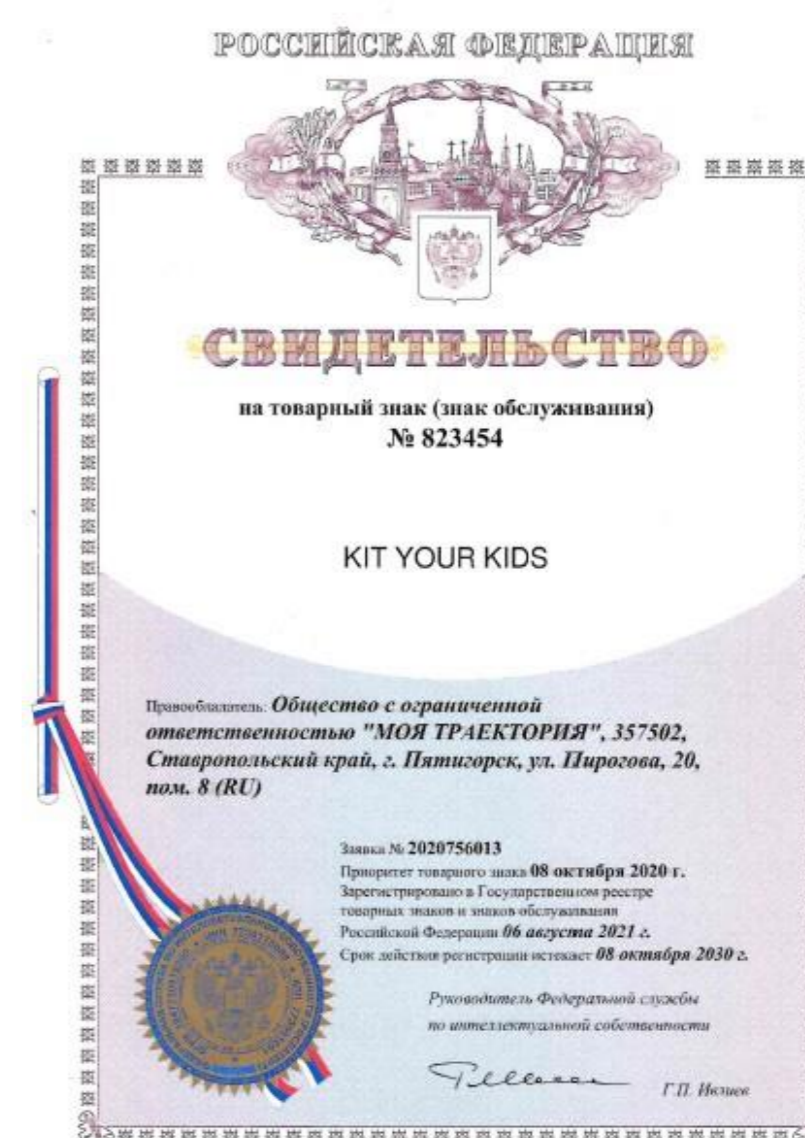 РОССИЙСКАЯ ФЕДЕРАЦИЯ
СВИДЕТЕЛЬСТВО
на товарный знак (знак обслуживания)
№ 823454
KIT YOUR KIDS
Правообладатель: Общество с ограниченной
ответственностью "МОЯ ТРАЕКТОРИЯ", 357502,
Ставропольский край, г. Пятигорск, ул. Пирогова, 20,
пом. 8 (RU)
Заявка № 2020756013
Приоритет товарного знака 08 октября 2020 г.
Зарегистрировано в Государственном реестре
товарных знаков и знаков обслуживания
Российской Федерации 06 августа 2021 г.
Срок действия регистрации истекает 08 октября 2030 г.
Руководитель Федеральной службы
по интеллектуальной собственности
Г.П. Ивлиев